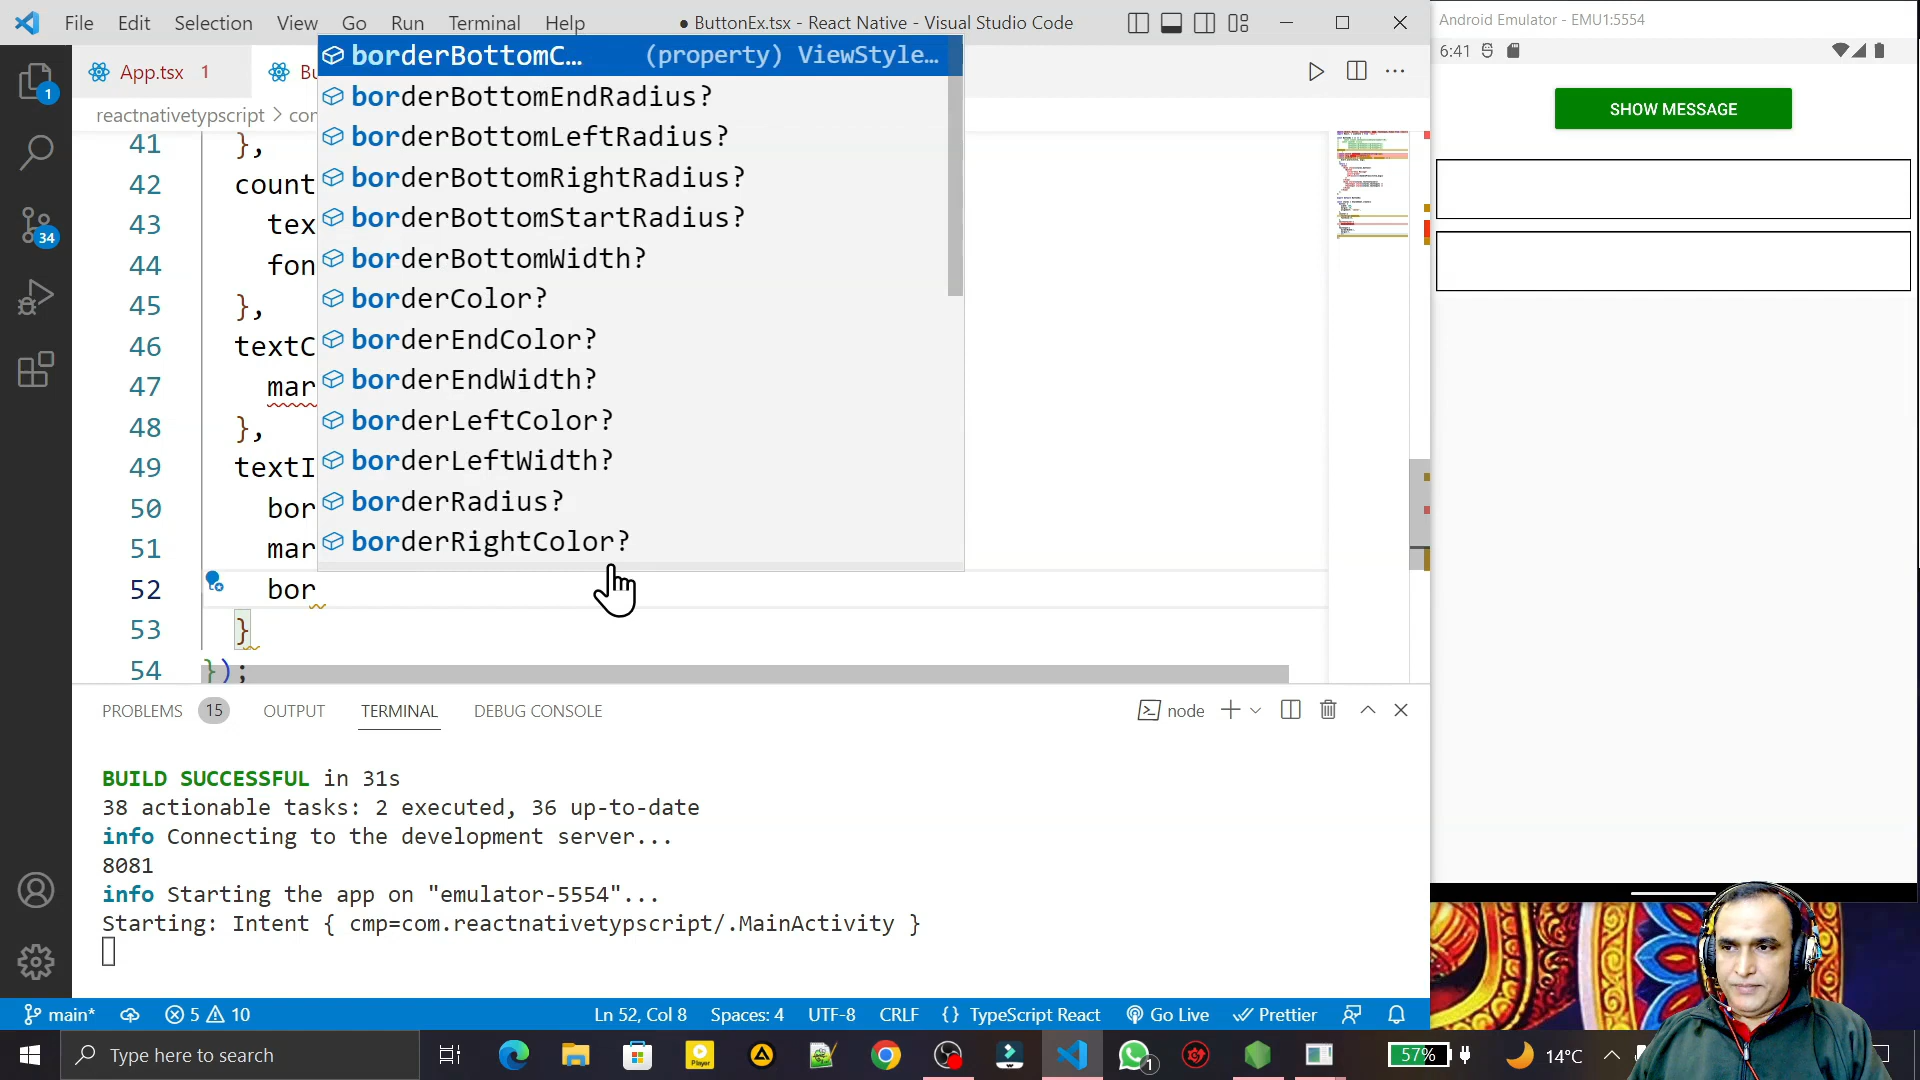 File Edit Selection View Go Run Terminal Help
● ButtonEx.tsx - React Native - Visual Studio Code
Android Emulator - EMU1:5554
App.tsx 1
Bu
6:41
reactnativetypscript > con
SHOW MESSAGE
borderBottomC... (property) ViewStyle...
borderBottomEndRadius?
borderBottomLeftRadius?
borderBottomRightRadius?
borderBottomStartRadius?
borderBottomWidth?
borderColor?
borderEndColor?
borderEndWidth?
borderLeftColor?
borderLeftWidth?
borderRadius?
borderRightColor?
41 },
42 count
43 tex
44 fon
45 },
46 textC
47 mar
48 },
49 textI
50 bor
51 mar
52 bor
53 }
54 });
1
34
PROBLEMS 15 OUTPUT TERMINAL DEBUG CONSOLE
node
BUILD SUCCESSFUL in 31s
38 actionable tasks: 2 executed, 36 up-to-date
info Connecting to the development server...
8081
info Starting the app on "emulator-5554"...
Starting: Intent { cmp=com.reactnativetypscript/.MainActivity }
main* 5 10 Ln 52, Col 8 Spaces: 4 UTF-8 CRLF {} TypeScript React Go Live Prettier
Type here to search
Player
1
57%
14°C